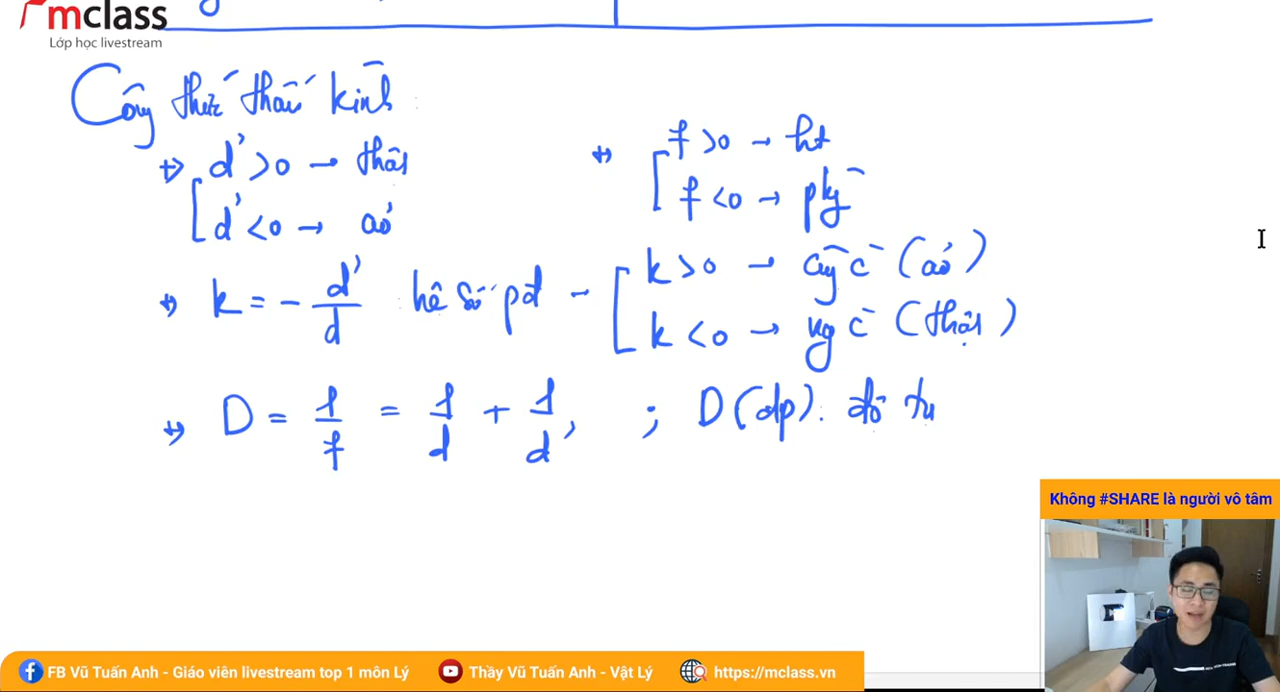 mclass
Lớp học livestream
Công thức thấu kính :
+) d' > 0 → thật
d' < 0 → ảo
+) f > 0 → ht
f < 0 → pkỳ
+) k = - d'/d : hệ số pđ - k > 0 → cùng c (ảo)
k < 0 → ng c (thật)
+) D = 1/f = 1/d + 1/d' ; D (dp) : độ tụ
Không #SHARE là người vô tâm
FB Vũ Tuấn Anh - Giáo viên livestream top 1 môn Lý
Thầy Vũ Tuấn Anh - Vật Lý
https://mclass.vn